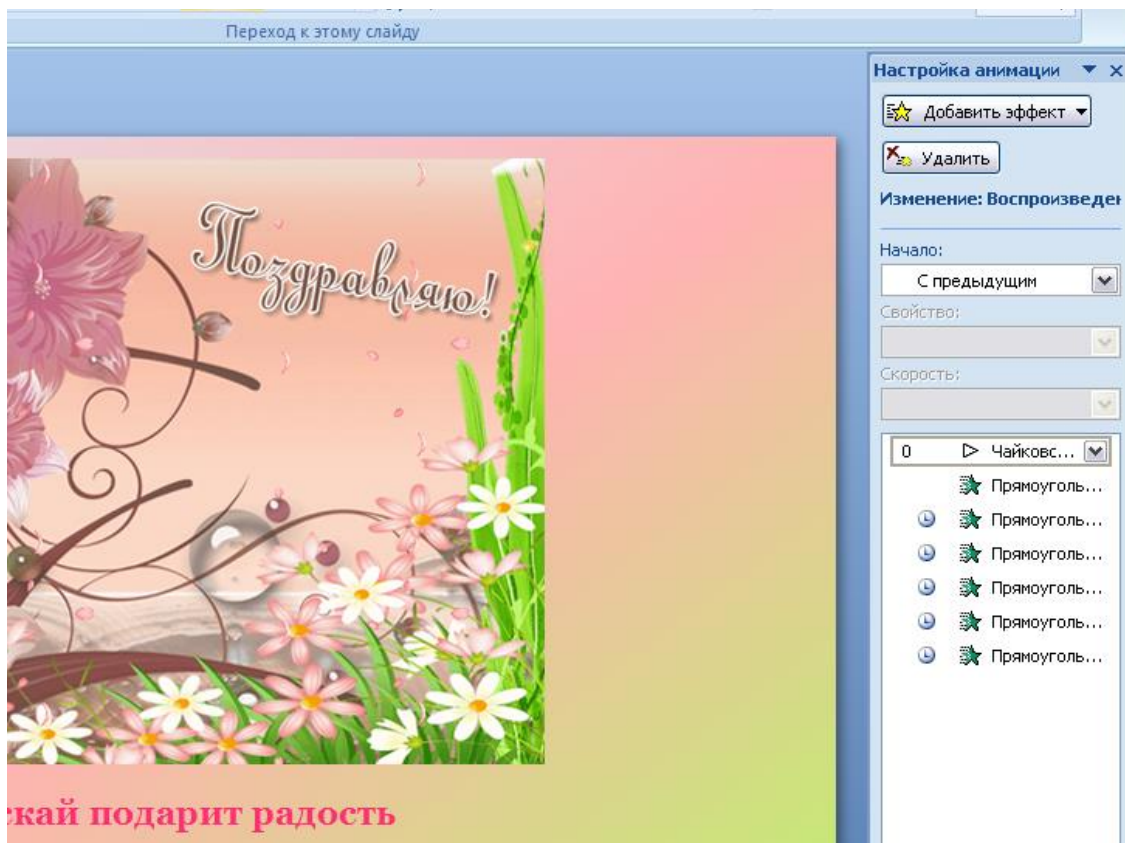 Переход к этому слайду
Настройка анимации
Добавить эффект
Удалить
Изменение: Воспроизведен
Начало:
С предыдущим
Свойство:
Скорость:
0 Чайковс...
Прямоуголь...
Прямоуголь...
Прямоуголь...
Прямоуголь...
Прямоуголь...
Прямоуголь...
Поздравляю!
скай подарит радость